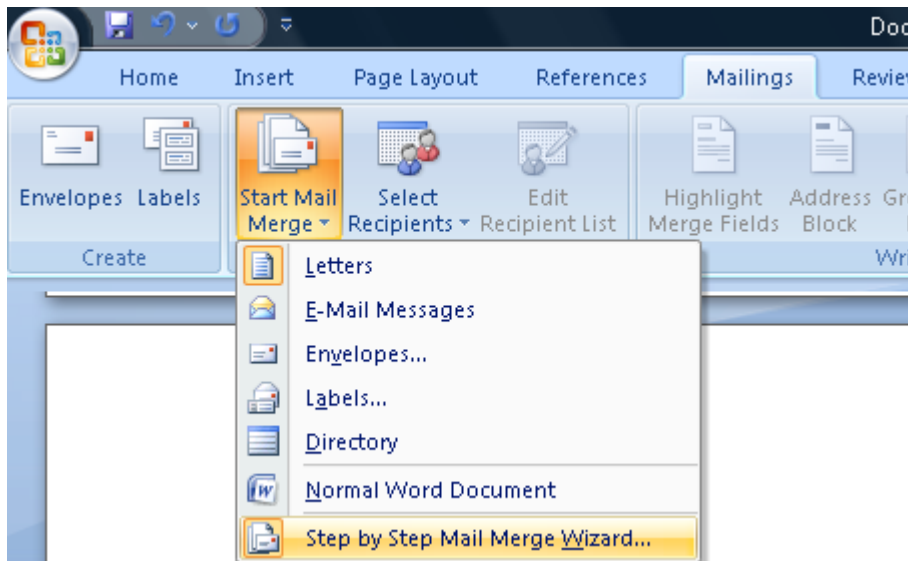 Doc
Home Insert Page Layout References Mailings Review
Envelopes Labels Start Mail Select Edit Highlight Address Gr
Merge Recipients Recipient List Merge Fields Block
Create Wri
Letters
E-Mail Messages
Envelopes...
Labels...
Directory
Normal Word Document
Step by Step Mail Merge Wizard...